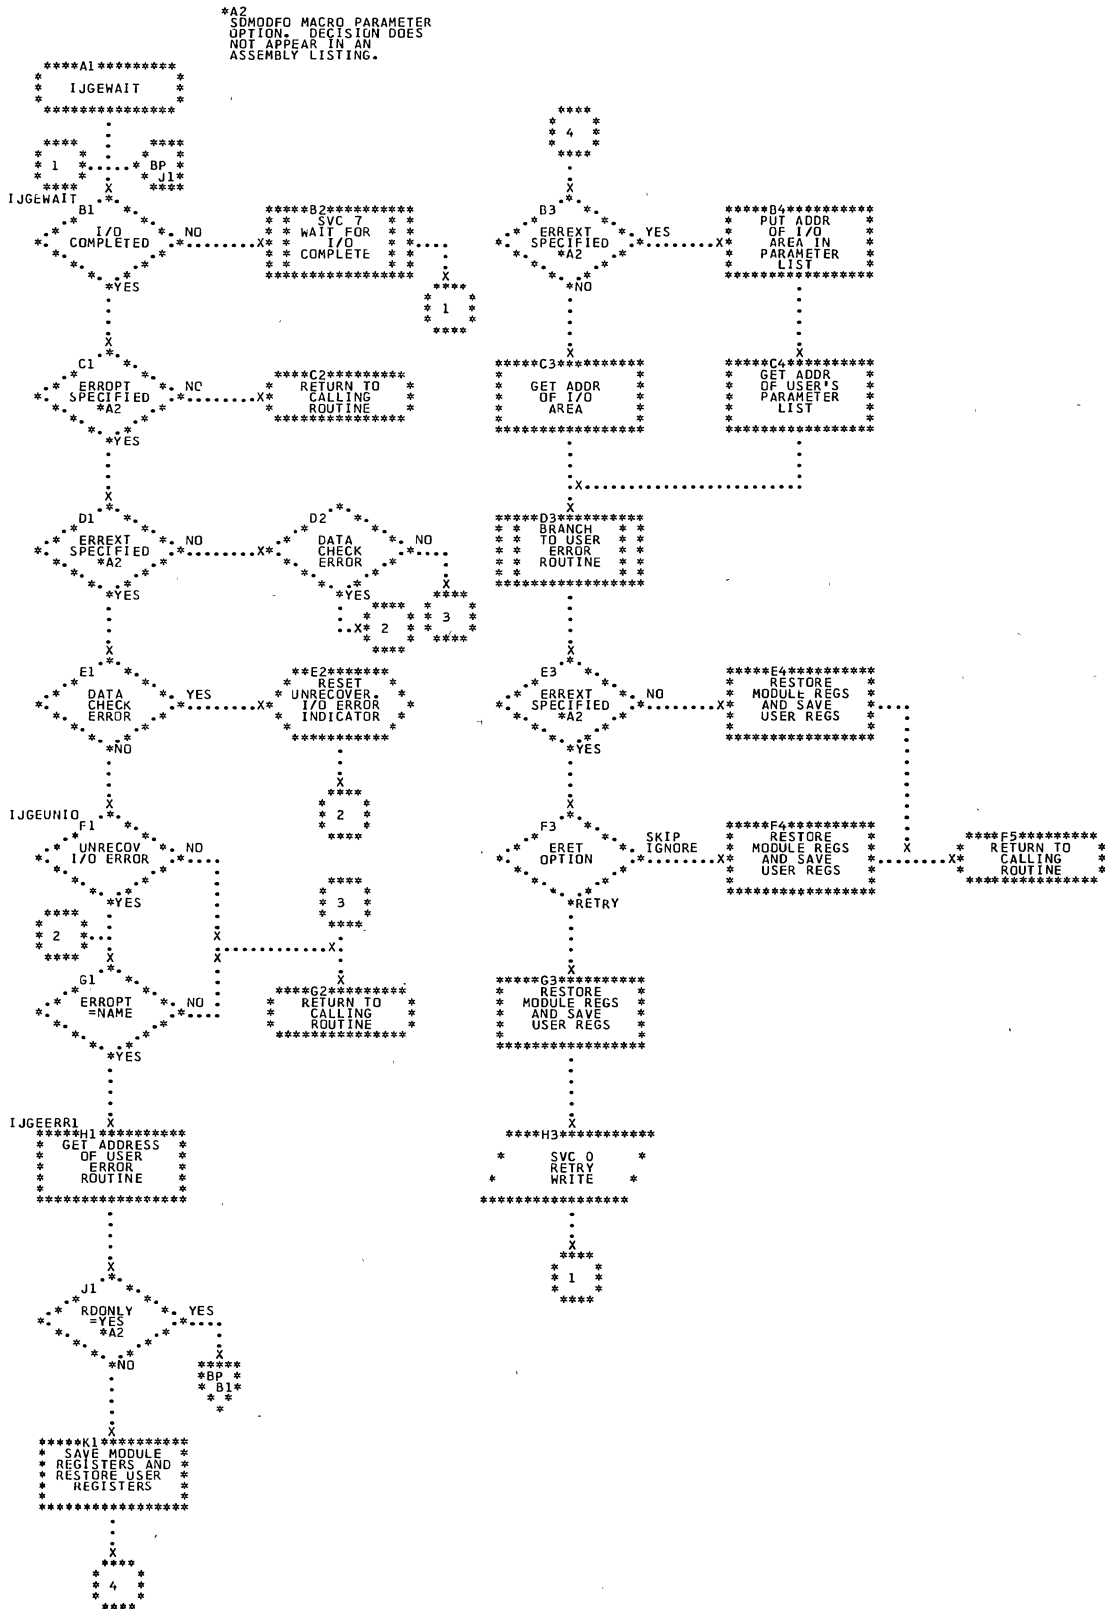 *A2
SDMODFO MACRO PARAMETER
OPTION. DECISION DOES
NOT APPEAR IN AN
ASSEMBLY LISTING.
A1
IJGEWAIT
1
BP
J1
IJGEWAIT
B1
I/O
COMPLETED
NO
YES
B2
SVC 7
WAIT FOR
I/O
COMPLETE
1
C1
ERROPT
SPECIFIED
*A2
NO
YES
C2
RETURN TO
CALLING
ROUTINE
D1
ERREXT
SPECIFIED
*A2
NO
YES
D2
DATA
CHECK
ERROR
NO
YES
2
3
E1
DATA
CHECK
ERROR
YES
NO
E2
RESET
UNRECOVER.
I/O ERROR
INDICATOR
2
IJGEUNIO
F1
UNRECOV
I/O ERROR
NO
YES
3
2
G1
ERROPT
=NAME
NO
YES
G2
RETURN TO
CALLING
ROUTINE
IJGEERR1
H1
GET ADDRESS
OF USER
ERROR
ROUTINE
J1
RDONLY
=YES
*A2
YES
NO
BP
B1
K1
SAVE MODULE
REGISTERS AND
RESTORE USER
REGISTERS
4
4
B3
ERREXT
SPECIFIED
*A2
YES
NO
B4
PUT ADDR
OF I/O
AREA IN
PARAMETER
LIST
C3
GET ADDR
OF I/O
AREA
C4
GET ADDR
OF USER'S
PARAMETER
LIST
D3
BRANCH
TO USER
ERROR
ROUTINE
E3
ERREXT
SPECIFIED
*A2
NO
YES
E4
RESTORE
MODULE REGS
AND SAVE
USER REGS
F3
ERET
OPTION
SKIP
IGNORE
RETRY
F4
RESTORE
MODULE REGS
AND SAVE
USER REGS
F5
RETURN TO
CALLING
ROUTINE
G3
RESTORE
MODULE REGS
AND SAVE
USER REGS
H3
SVC 0
RETRY
WRITE
1